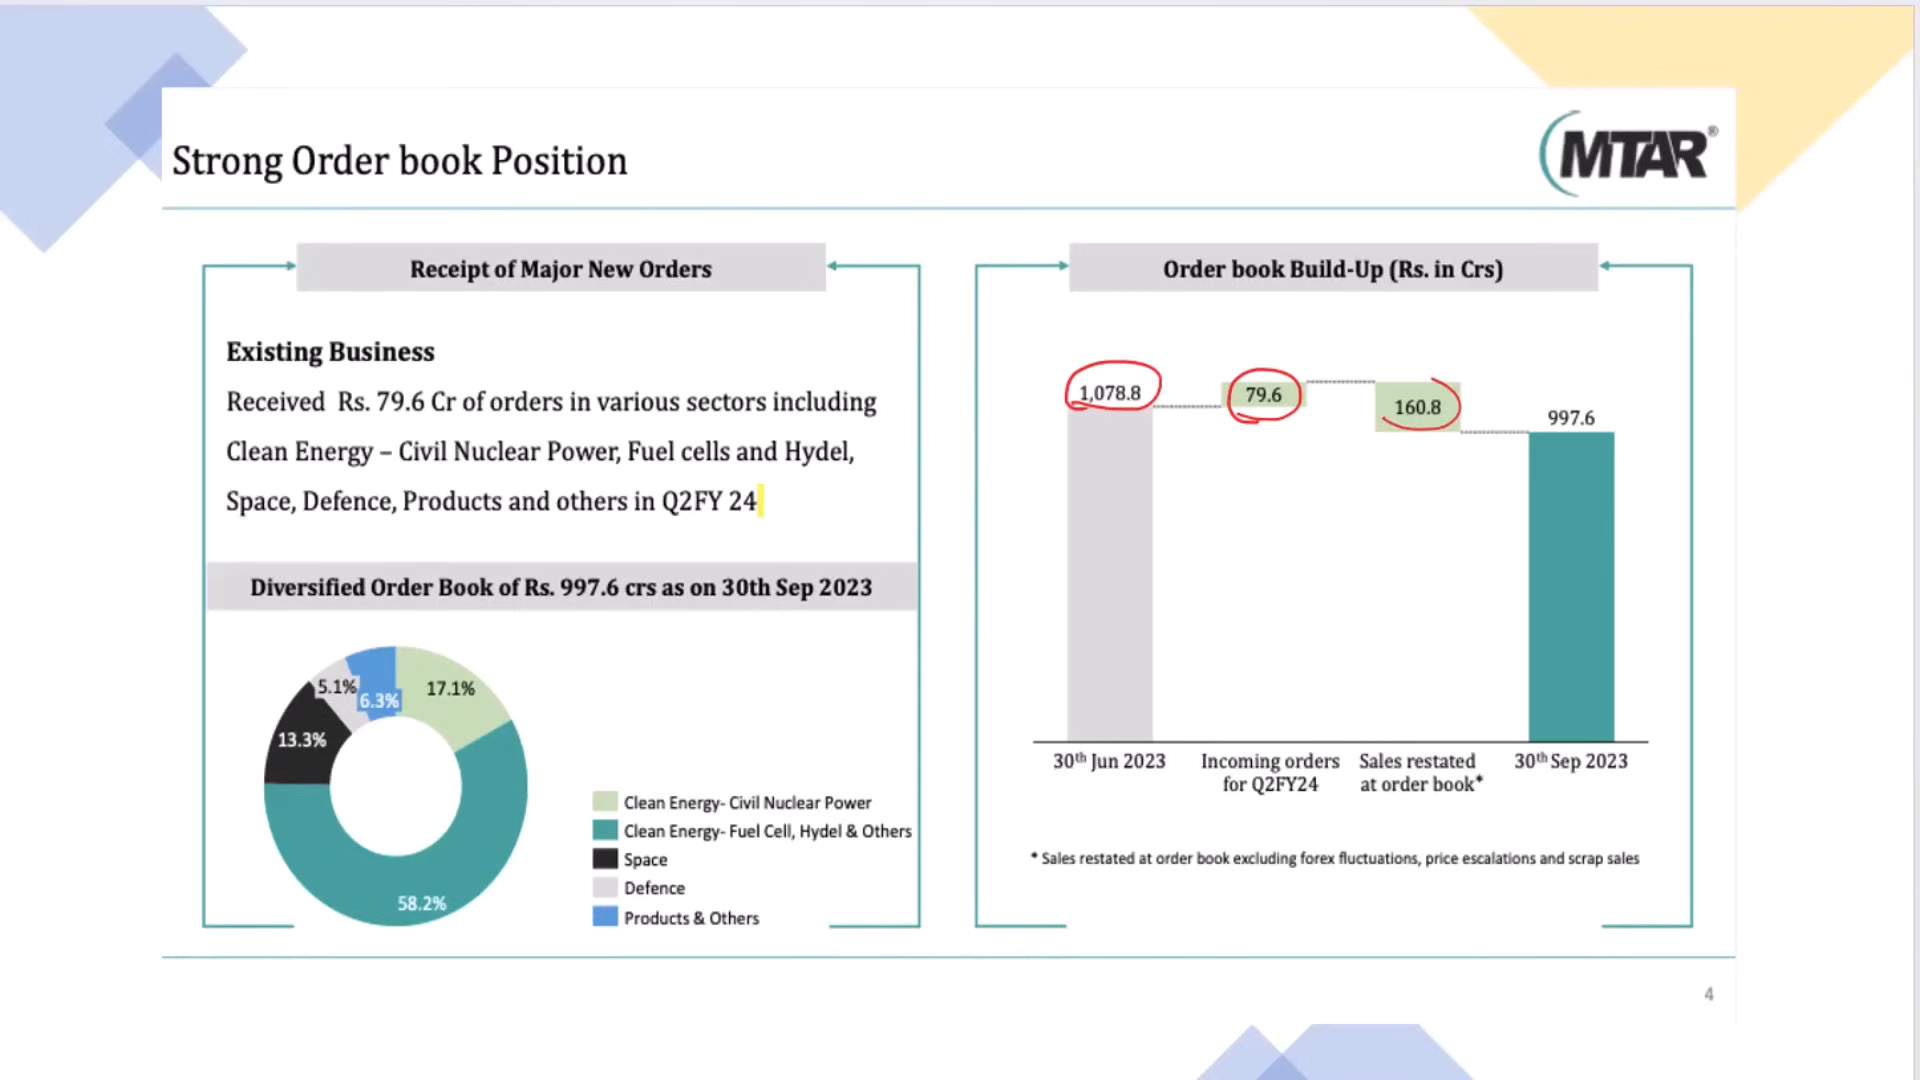 Strong Order book Position
MTAR®
Receipt of Major New Orders
Existing Business
Received Rs. 79.6 Cr of orders in various sectors including
Clean Energy – Civil Nuclear Power, Fuel cells and Hydel,
Space, Defence, Products and others in Q2FY 24
Diversified Order Book of Rs. 997.6 crs as on 30th Sep 2023
5.1%
6.3%
17.1%
13.3%
58.2%
Clean Energy- Civil Nuclear Power
Clean Energy- Fuel Cell, Hydel & Others
Space
Defence
Products & Others
Order book Build-Up (Rs. in Crs)
1,078.8
79.6
160.8
997.6
30th Jun 2023
Incoming orders
for Q2FY24
Sales restated
at order book*
30th Sep 2023
* Sales restated at order book excluding forex fluctuations, price escalations and scrap sales
4